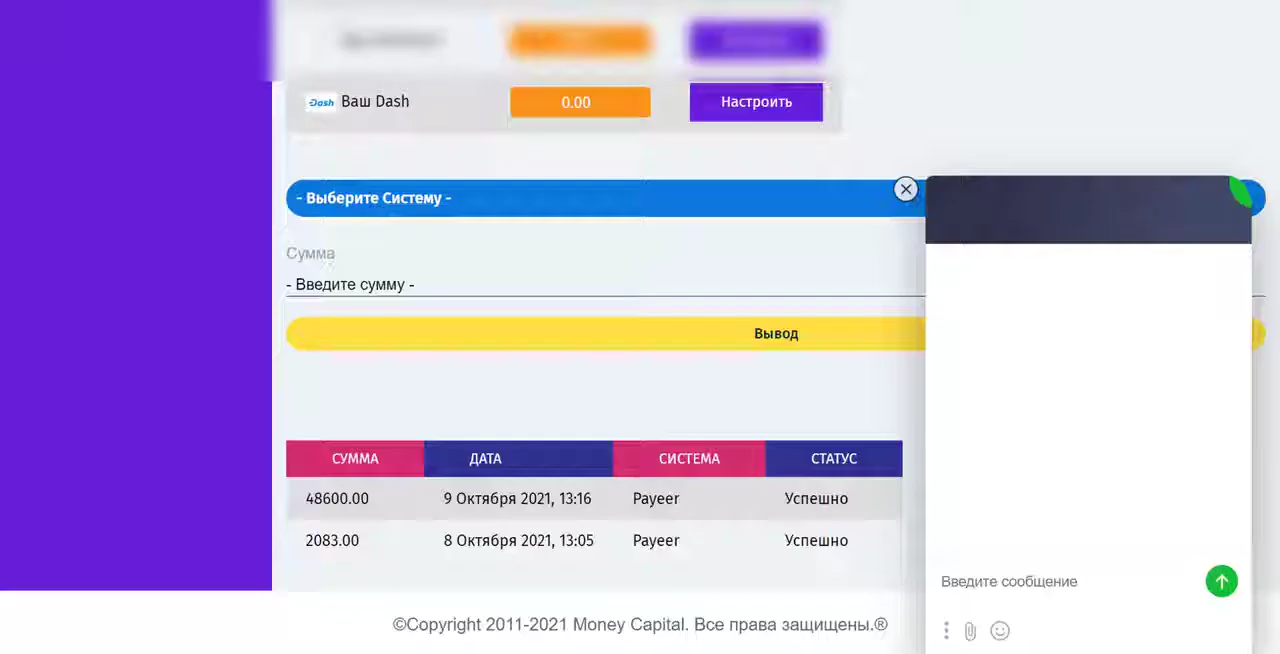 Dash Ваш Dash 0.00 Настроить
- Выберите Систему -
Сумма
- Введите сумму -
Вывод
СУММА ДАТА СИСТЕМА СТАТУС
48600.00 9 Октября 2021, 13:16 Payeer Успешно
2083.00 8 Октября 2021, 13:05 Payeer Успешно
Введите сообщение
©Copyright 2011-2021 Money Capital. Все права защищены.®